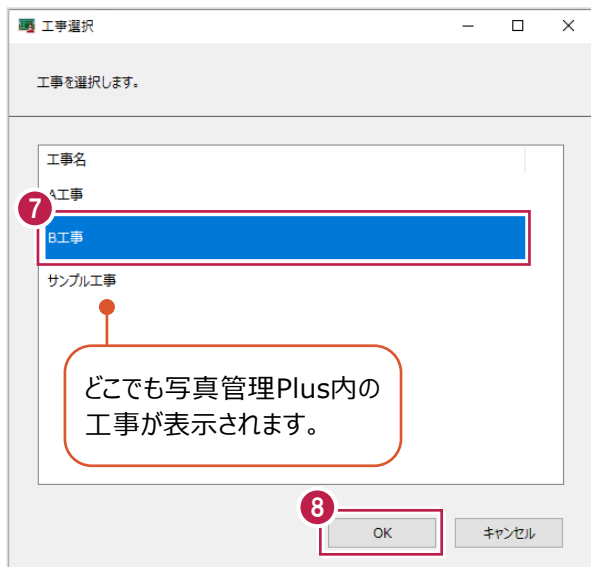 工事選択
工事を選択します。
工事名
A工事
7
B工事
サンプル工事
どこでも写真管理Plus内の
工事が表示されます。
8
OK
キャンセル